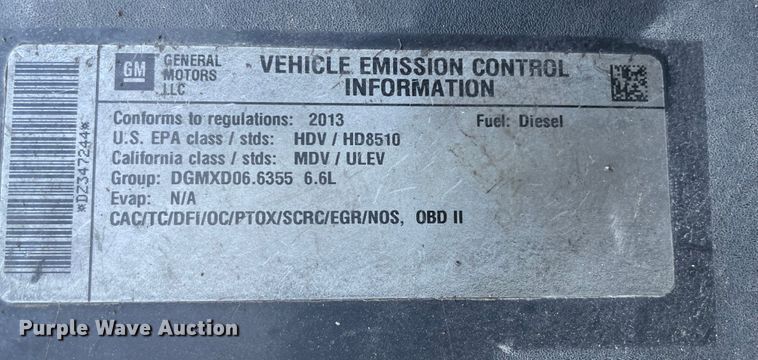 GM
GENERAL MOTORS LLC
VEHICLE EMISSION CONTROL
INFORMATION
Conforms to regulations: 2013 Fuel: Diesel
U.S. EPA class / stds: HDV / HD8510
California class / stds: MDV / ULEV
Group: DGMXD06.6355 6.6L
Evap: N/A
CAC/TC/DFI/OC/PTOX/SCRC/EGR/NOS, OBD II
*DZ347244*
Purple Wave Auction